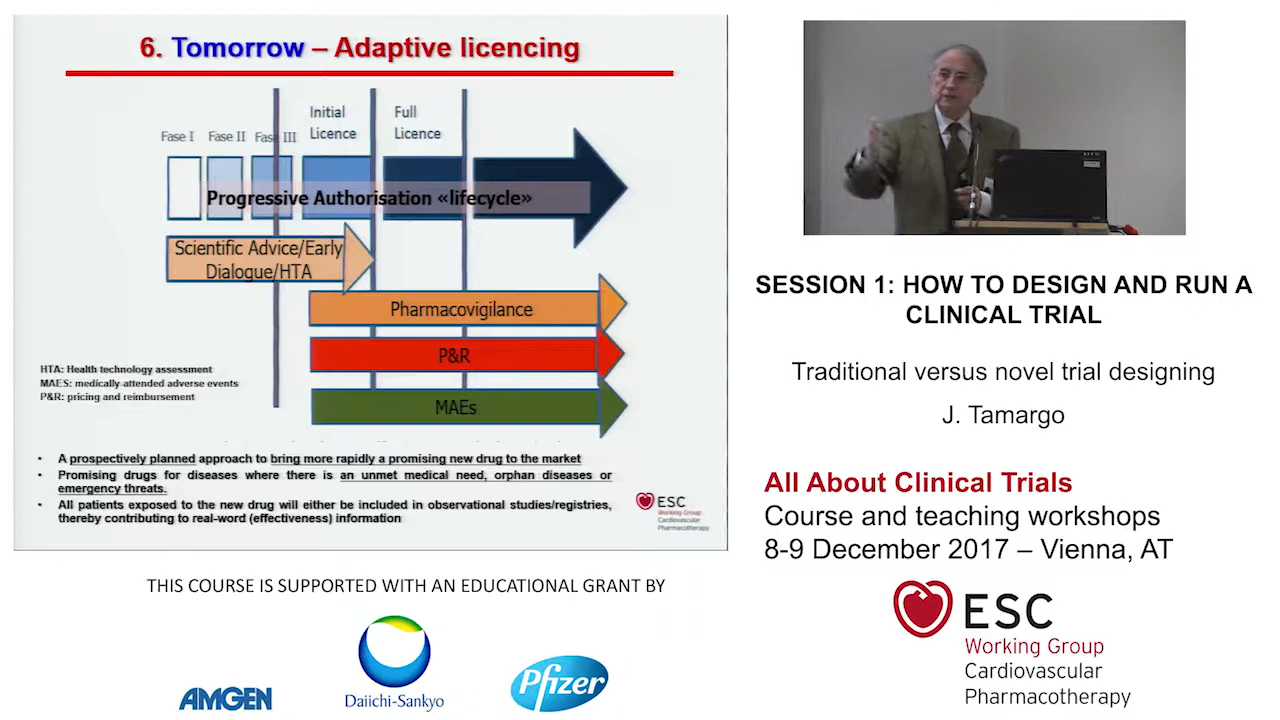 6. Tomorrow – Adaptive licencing
Initial
Licence
Full
Licence
Fase I
Fase II
Fase III
Progressive Authorisation «lifecycle»
Scientific Advice/Early
Dialogue/HTA
Pharmacovigilance
P&R
MAEs
HTA: Health technology assessment
MAES: medically-attended adverse events
P&R: pricing and reimbursement
• A prospectively planned approach to bring more rapidly a promising new drug to the market
• Promising drugs for diseases where there is an unmet medical need, orphan diseases or
emergency threats.
• All patients exposed to the new drug will either be included in observational studies/registries,
thereby contributing to real-word (effectiveness) information
ESC
Working Group
Cardiovascular
Pharmacotherapy
SESSION 1: HOW TO DESIGN AND RUN A
CLINICAL TRIAL
Traditional versus novel trial designing
J. Tamargo
All About Clinical Trials
Course and teaching workshops
8-9 December 2017 – Vienna, AT
ESC
Working Group
Cardiovascular
Pharmacotherapy
THIS COURSE IS SUPPORTED WITH AN EDUCATIONAL GRANT BY
AMGEN
Daiichi-Sankyo
Pfizer